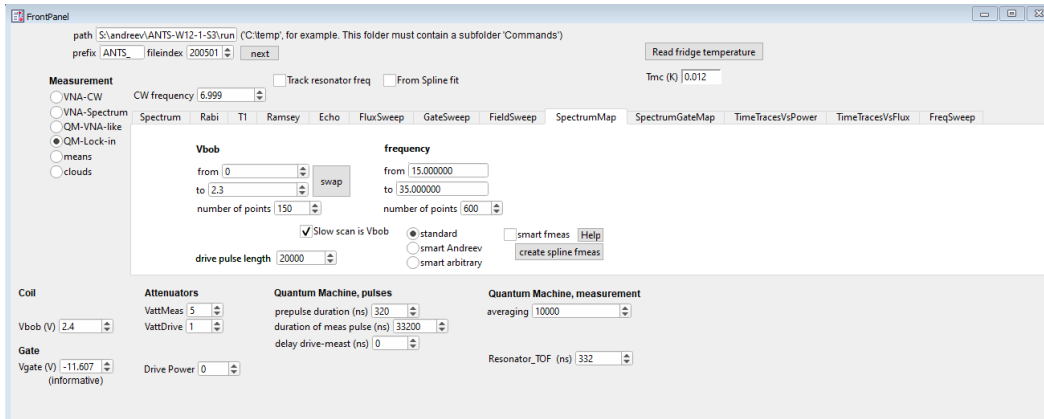 FrontPanel
path S:\andreev\ANTS-W12-1-S3\run ('C:\temp', for example. This folder must contain a subfolder 'Commands')
prefix ANTS_ fileindex 200501 next
Read fridge temperature
Tmc (K) 0.012
Measurement
VNA-CW
VNA-Spectrum
QM-VNA-like
QM-Lock-in
means
clouds
Track resonator freq From Spline fit
CW frequency 6.999
Spectrum Rabi T1 Ramsey Echo FluxSweep GateSweep FieldSweep SpectrumMap SpectrumGateMap TimeTracesVsPower TimeTracesVsFlux FreqSweep
Vbob
from 0
to 2.3
swap
number of points 150
frequency
from 15.000000
to 35.000000
number of points 600
Slow scan is Vbob
drive pulse length 20000
standard
smart Andreev
smart arbitrary
smart fmeas Help
create spline fmeas
Coil
Vbob (V) 2.4
Gate
Vgate (V) -11.607
(informative)
Attenuators
VattMeas 5
VattDrive 1
Drive Power 0
Quantum Machine, pulses
prepulse duration (ns) 320
duration of meas pulse (ns) 33200
delay drive-meast (ns) 0
Quantum Machine, measurement
averaging 10000
Resonator_TOF (ns) 332